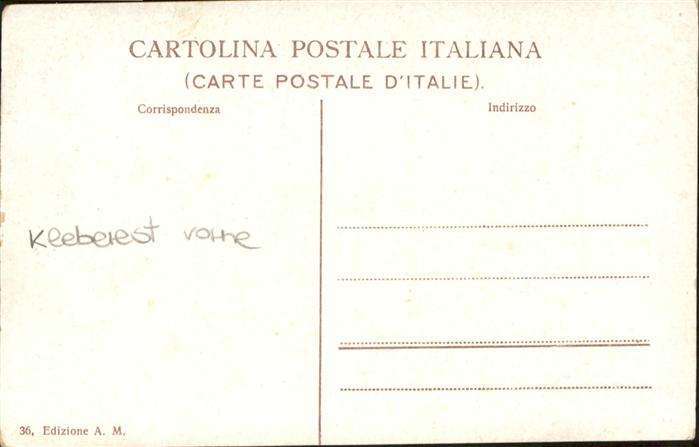 CARTOLINA POSTALE ITALIANA
(CARTE POSTALE D'ITALIE).
Corrispondenza
Indirizzo
Kleberest vorne
36, Edizione A. M.